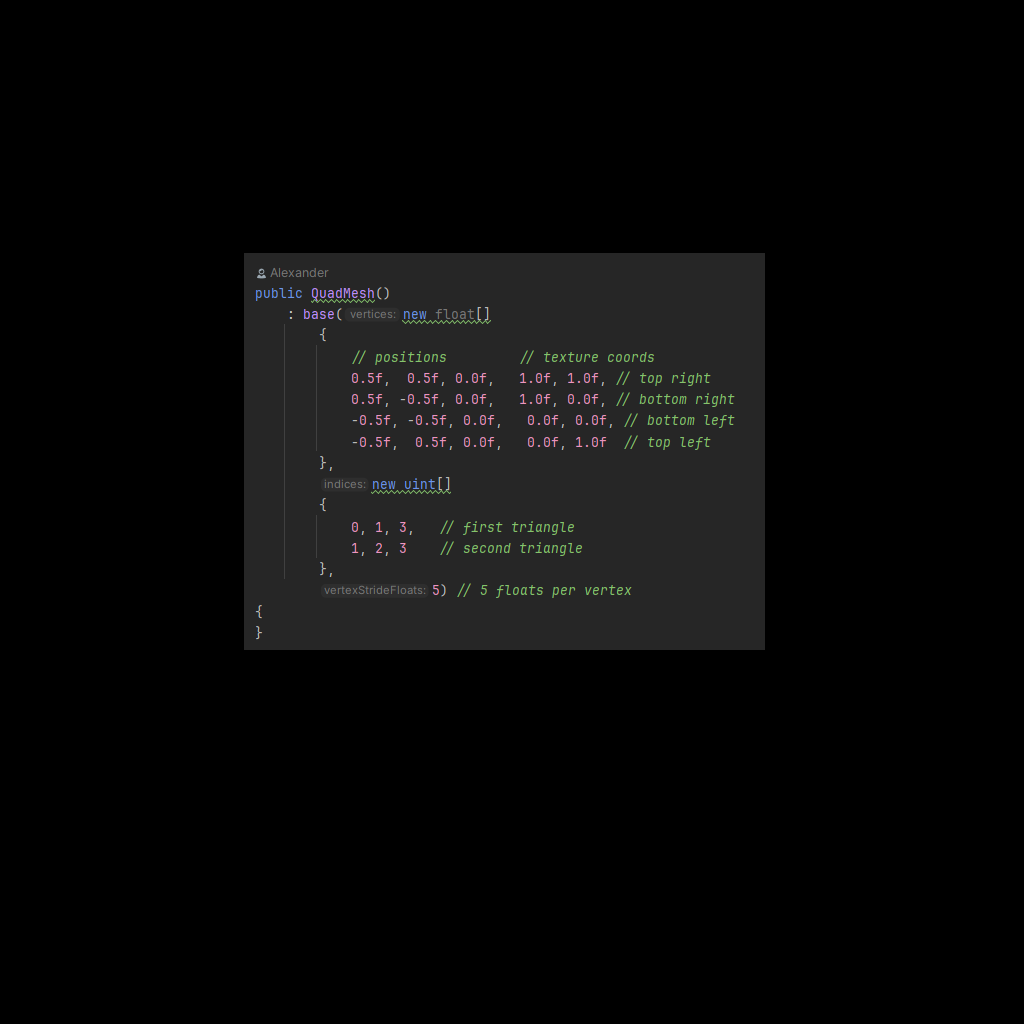 Alexander
public QuadMesh()
    : base( vertices: new float[]
        {
            // positions         // texture coords
            0.5f,  0.5f, 0.0f,   1.0f, 1.0f, // top right
            0.5f, -0.5f, 0.0f,   1.0f, 0.0f, // bottom right
            -0.5f, -0.5f, 0.0f,   0.0f, 0.0f, // bottom left
            -0.5f,  0.5f, 0.0f,   0.0f, 1.0f  // top left
        },
        indices: new uint[]
        {
            0, 1, 3,   // first triangle
            1, 2, 3    // second triangle
        },
        vertexStrideFloats: 5) // 5 floats per vertex
{
}